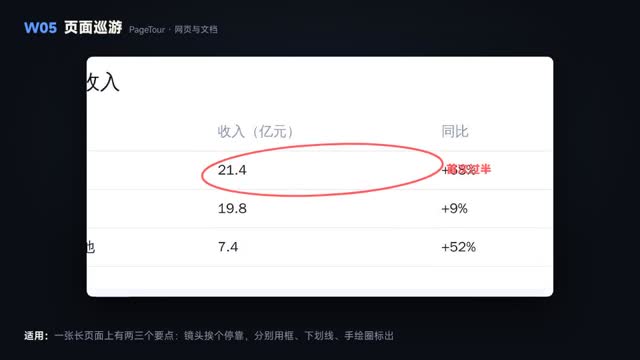 W05 页面巡游 PageTour · 网页与文档
收入
收入（亿元） 同比
21.4 +68%
19.8 +9%
他 7.4 +52%
适用：一张长页面上有两三个要点：镜头挨个停靠，分别用框、下划线、手绘圈标出